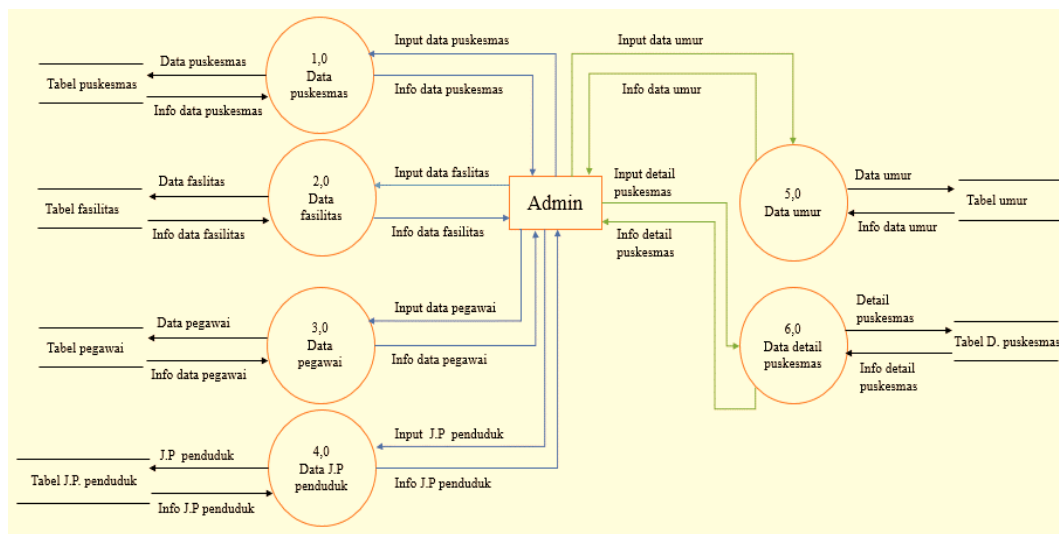 Input data puskesmas
Data puskesmas
1,0
Data
puskesmas
Tabel puskesmas
Info data puskesmas
Info data puskesmas
Input data umur
Info data umur
Data faslitas
2,0
Data
fasilitas
Input data faslitas
Tabel fasilitas
Info data fasilitas
Info data fasilitas
Admin
Input detail
puskesmas
Info detail
puskesmas
5,0
Data umur
Data umur
Tabel umur
Info data umur
Data pegawai
3,0
Data
pegawai
Input data pegawai
Tabel pegawai
Info data pegawai
Info data pegawai
6,0
Data detail
puskesmas
Detail
puskesmas
Tabel D. puskesmas
Info detail
puskesmas
J.P penduduk
4,0
Data J.P
penduduk
Input J.P penduduk
Tabel J.P. penduduk
Info J.P penduduk
Info J.P penduduk